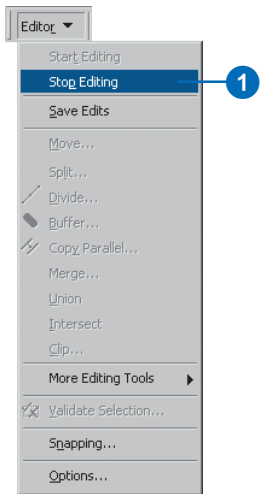 Editor
Start Editing
Stop Editing
1
Save Edits
Move...
Split...
Divide...
Buffer...
Copy Parallel...
Merge...
Union
Intersect
Clip...
More Editing Tools
Validate Selection...
Snapping...
Options...